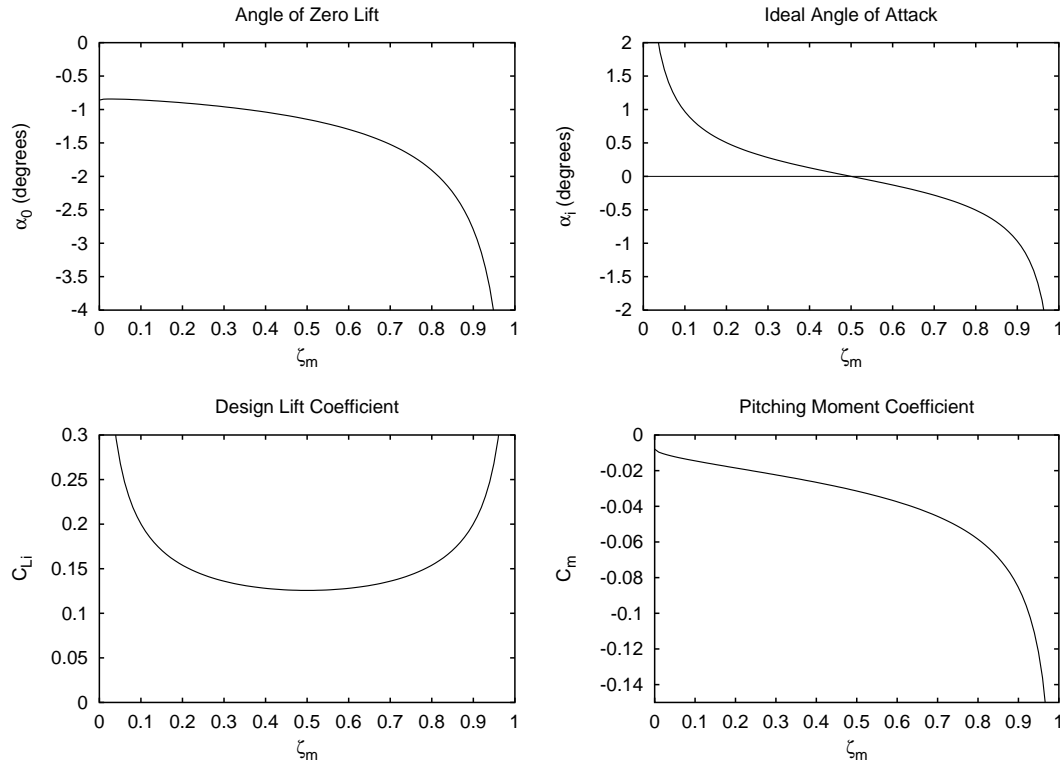 Angle of Zero Lift
0
-0.5
-1
-1.5
-2
-2.5
-3
-3.5
-4
α0 (degrees)
0 0.1 0.2 0.3 0.4 0.5 0.6 0.7 0.8 0.9 1
ζm
Ideal Angle of Attack
2
1.5
1
0.5
0
-0.5
-1
-1.5
-2
αi (degrees)
0 0.1 0.2 0.3 0.4 0.5 0.6 0.7 0.8 0.9 1
ζm
Design Lift Coefficient
0.3
0.25
0.2
0.15
0.1
0.05
0
CLi
0 0.1 0.2 0.3 0.4 0.5 0.6 0.7 0.8 0.9 1
ζm
Pitching Moment Coefficient
0
-0.02
-0.04
-0.06
-0.08
-0.1
-0.12
-0.14
Cm
0 0.1 0.2 0.3 0.4 0.5 0.6 0.7 0.8 0.9 1
ζm